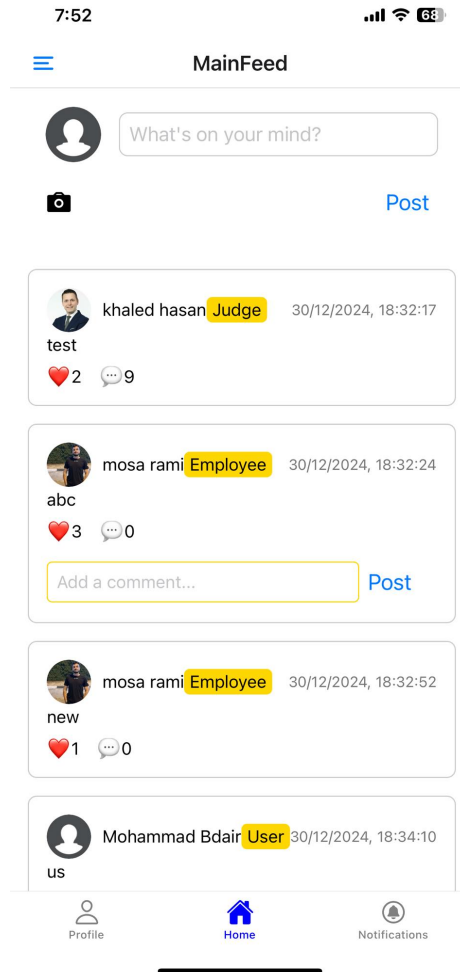 7:52 68
MainFeed
What's on your mind?
Post
khaled hasan Judge 30/12/2024, 18:32:17
test
2 9
mosa rami Employee 30/12/2024, 18:32:24
abc
3 0
Add a comment... Post
mosa rami Employee 30/12/2024, 18:32:52
new
1 0
Mohammad Bdair User 30/12/2024, 18:34:10
us
Profile Home Notifications